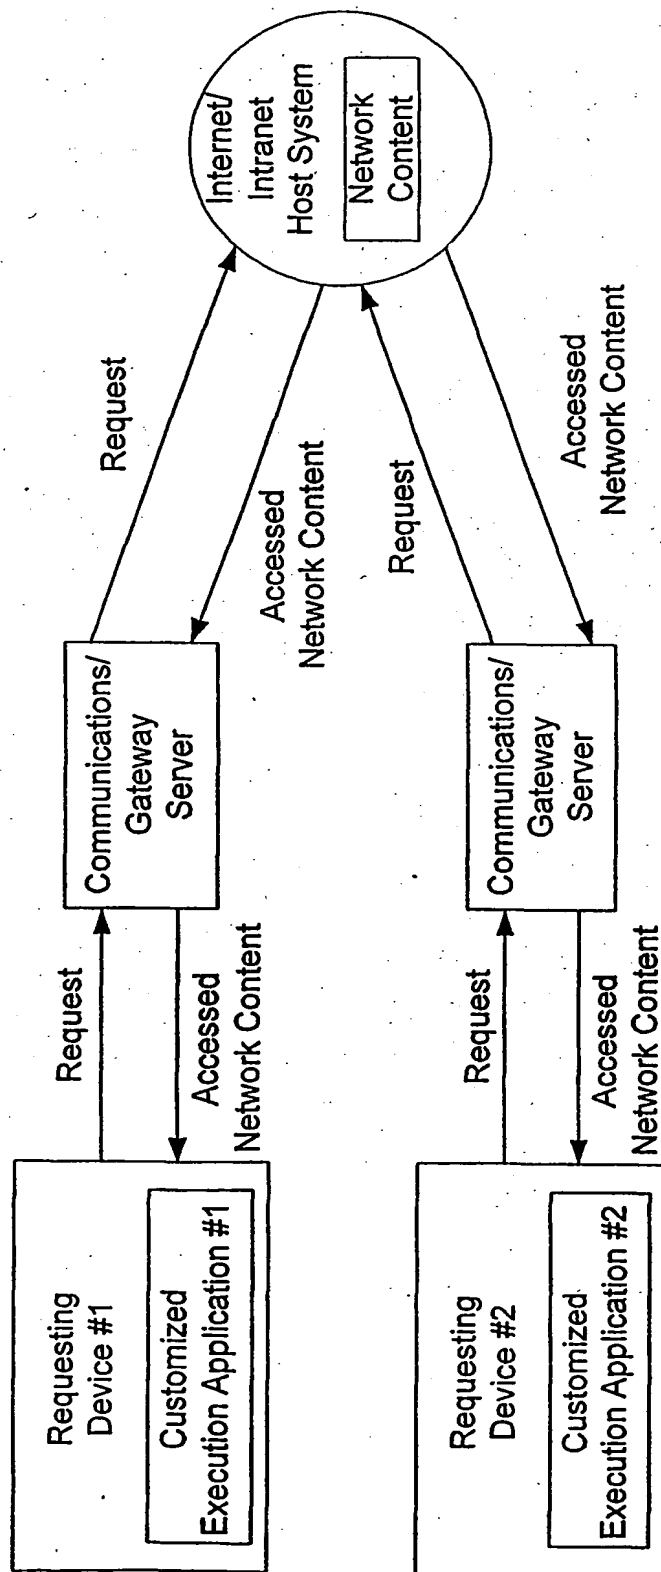 Requesting
Device #1
Customized
Execution Application #1
Request
Accessed
Network Content
Communications/
Gateway
Server
Request
Accessed
Network Content
Internet/
Intranet
Host System
Network
Content
Requesting
Device #2
Customized
Execution Application #2
Request
Accessed
Network Content
Communications/
Gateway
Server
Request
Accessed
Network Content